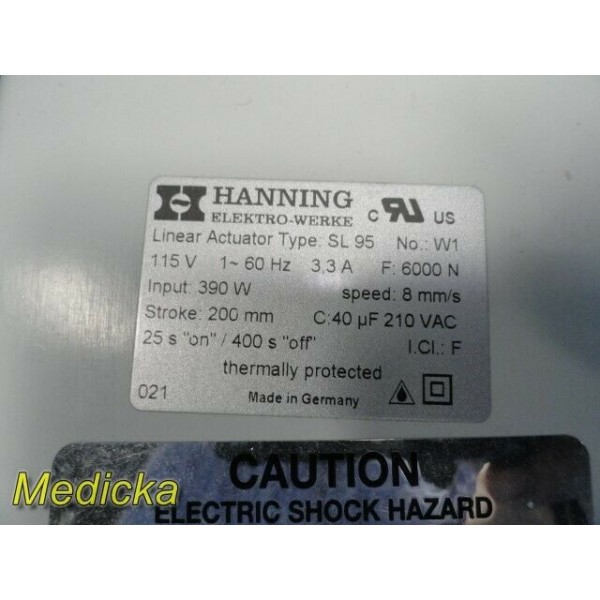 HANNING
ELEKTRO-WERKE
C RU US
Linear Actuator Type: SL 95 No.: W1
115 V 1~ 60 Hz 3,3 A F: 6000 N
Input: 390 W speed: 8 mm/s
Stroke: 200 mm C:40 µF 210 VAC
25 s "on" / 400 s "off" I.Cl.: F
thermally protected
021 Made in Germany
CAUTION
ELECTRIC SHOCK HAZARD
Medicka